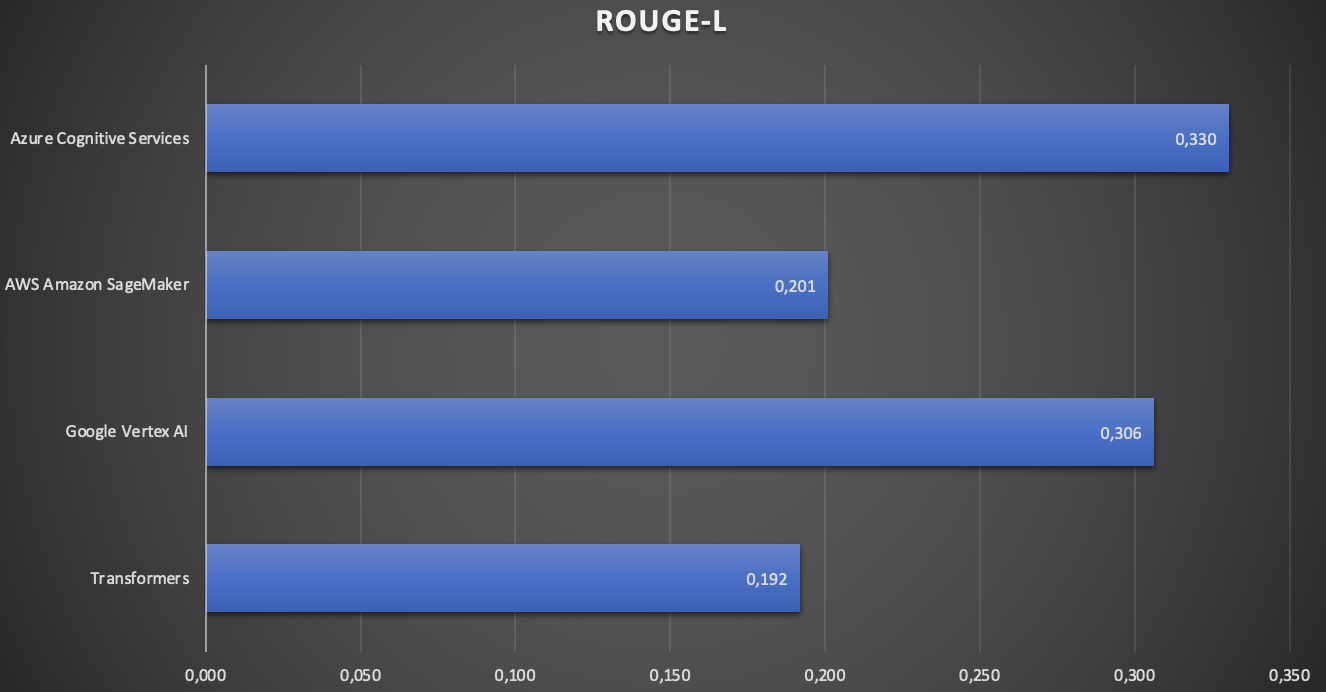 ROUGE-L
Azure Cognitive Services
0,330
AWS Amazon SageMaker
0,201
Google Vertex AI
0,306
Transformers
0,192
0,000 0,050 0,100 0,150 0,200 0,250 0,300 0,350